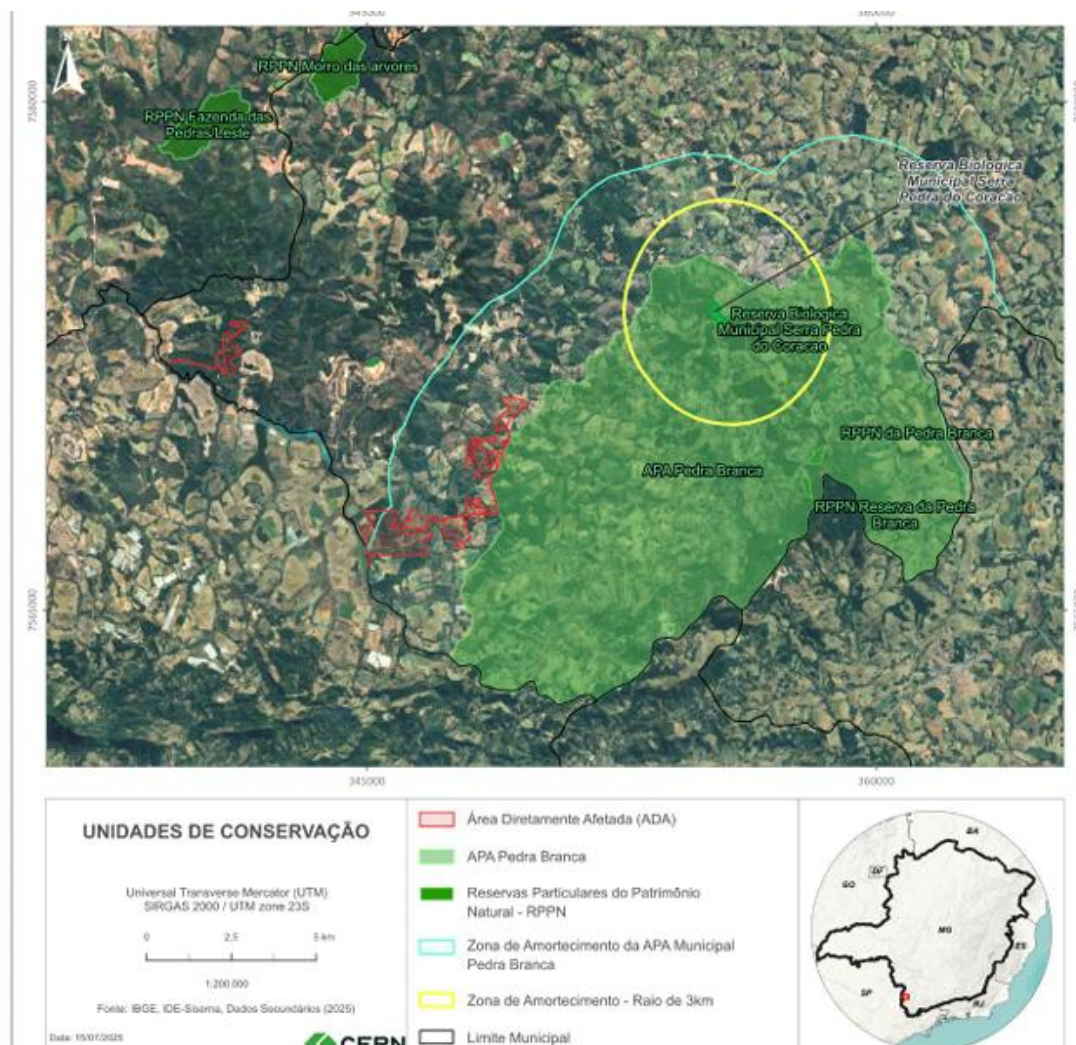 345000
360000
N
RPPN Morro das arvores
7580000
RPPN Fazenda das
Pedras/Leste
Reserva Biologica
Municipal Serra
Pedra do Coracao
Reserva Biologica
Municipal Serra Pedra
do Coracao
RPPN da Pedra Branca
APA Pedra Branca
RPPN Reserva da Pedra
Branca
7565000
345000
360000
UNIDADES DE CONSERVAÇÃO
Universal Transverse Mercator (UTM)
SIRGAS 2000 / UTM zone 23S
0 2,5 5 km
1:200.000
Fonte: IBGE, IDE-Sisema, Dados Secundários (2025)
Data: 15/07/2025
CERN
Área Diretamente Afetada (ADA)
APA Pedra Branca
Reservas Particulares do Patrimônio
Natural - RPPN
Zona de Amortecimento da APA Municipal
Pedra Branca
Zona de Amortecimento - Raio de 3km
Limite Municipal
BA
GO
DF
MG
ES
SP
RJ